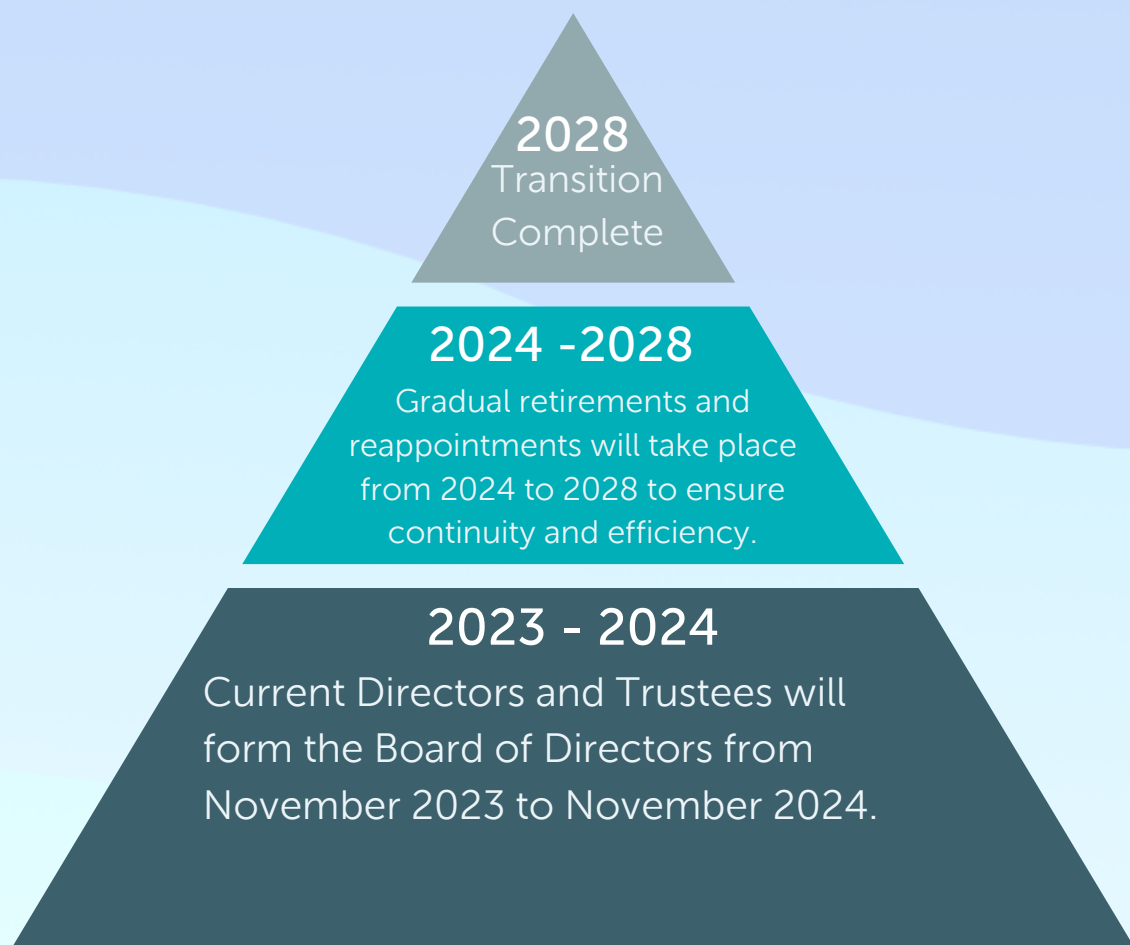 2028
Transition
Complete
2024 -2028
Gradual retirements and
reappointments will take place
from 2024 to 2028 to ensure
continuity and efficiency.
2023 - 2024
Current Directors and Trustees will
form the Board of Directors from
November 2023 to November 2024.